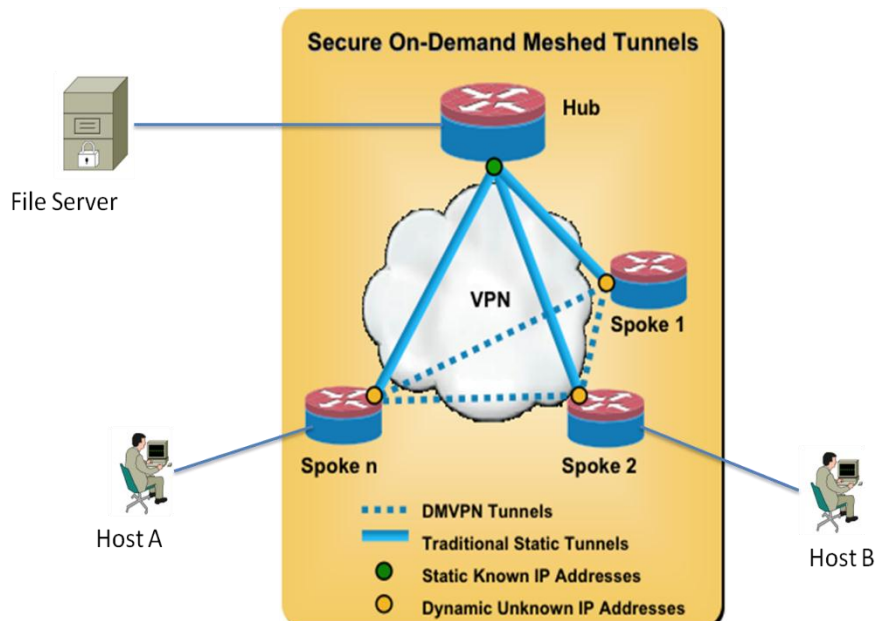 Secure On-Demand Meshed Tunnels
Hub
File Server
VPN
Spoke 1
Spoke n
Spoke 2
Host A
Host B
DMVPN Tunnels
Traditional Static Tunnels
Static Known IP Addresses
Dynamic Unknown IP Addresses